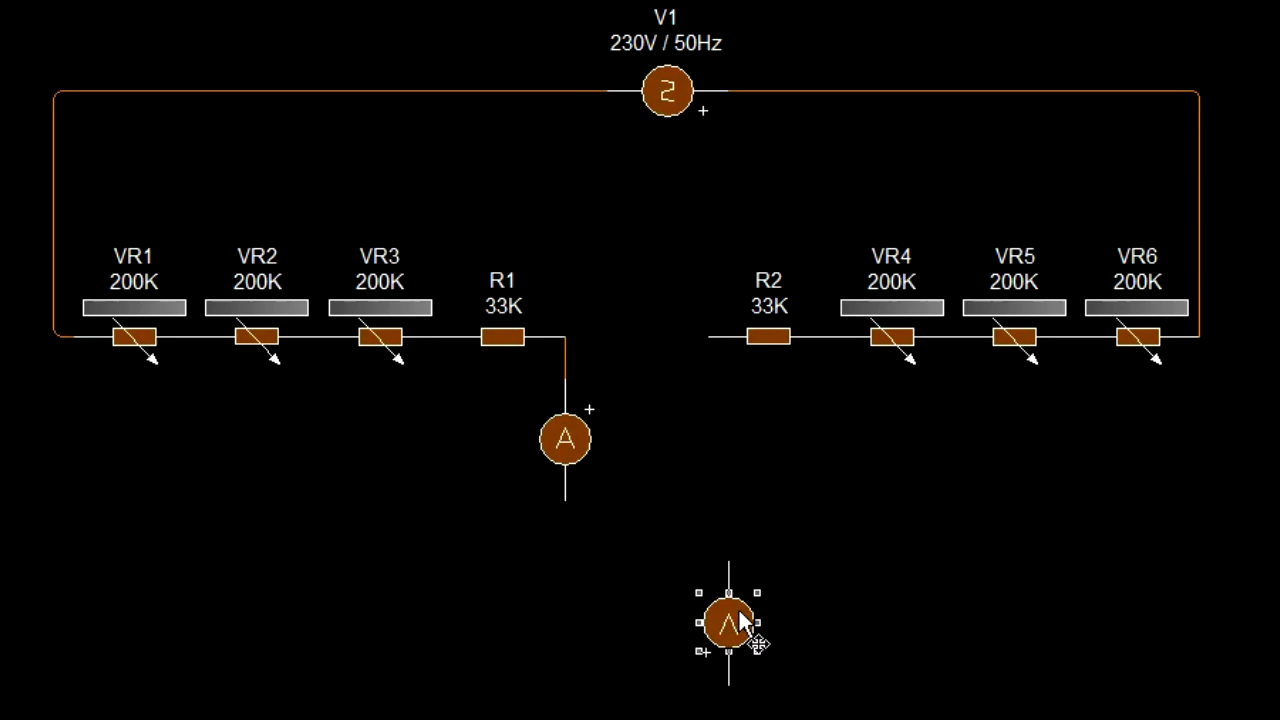 V1
230V / 50Hz
+
VR1 VR2 VR3 R1 R2 VR4 VR5 VR6
200K 200K 200K 33K 33K 200K 200K 200K
+
A
+